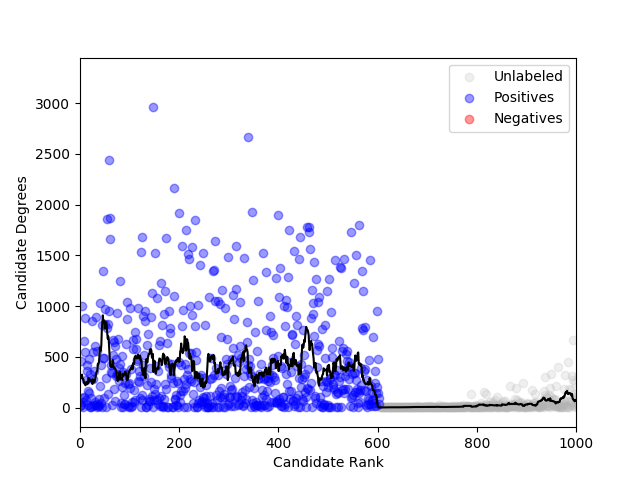 Unlabeled
Positives
Negatives
3000
2500
2000
1500
1000
500
0
Candidate Degrees
0 200 400 600 800 1000
Candidate Rank